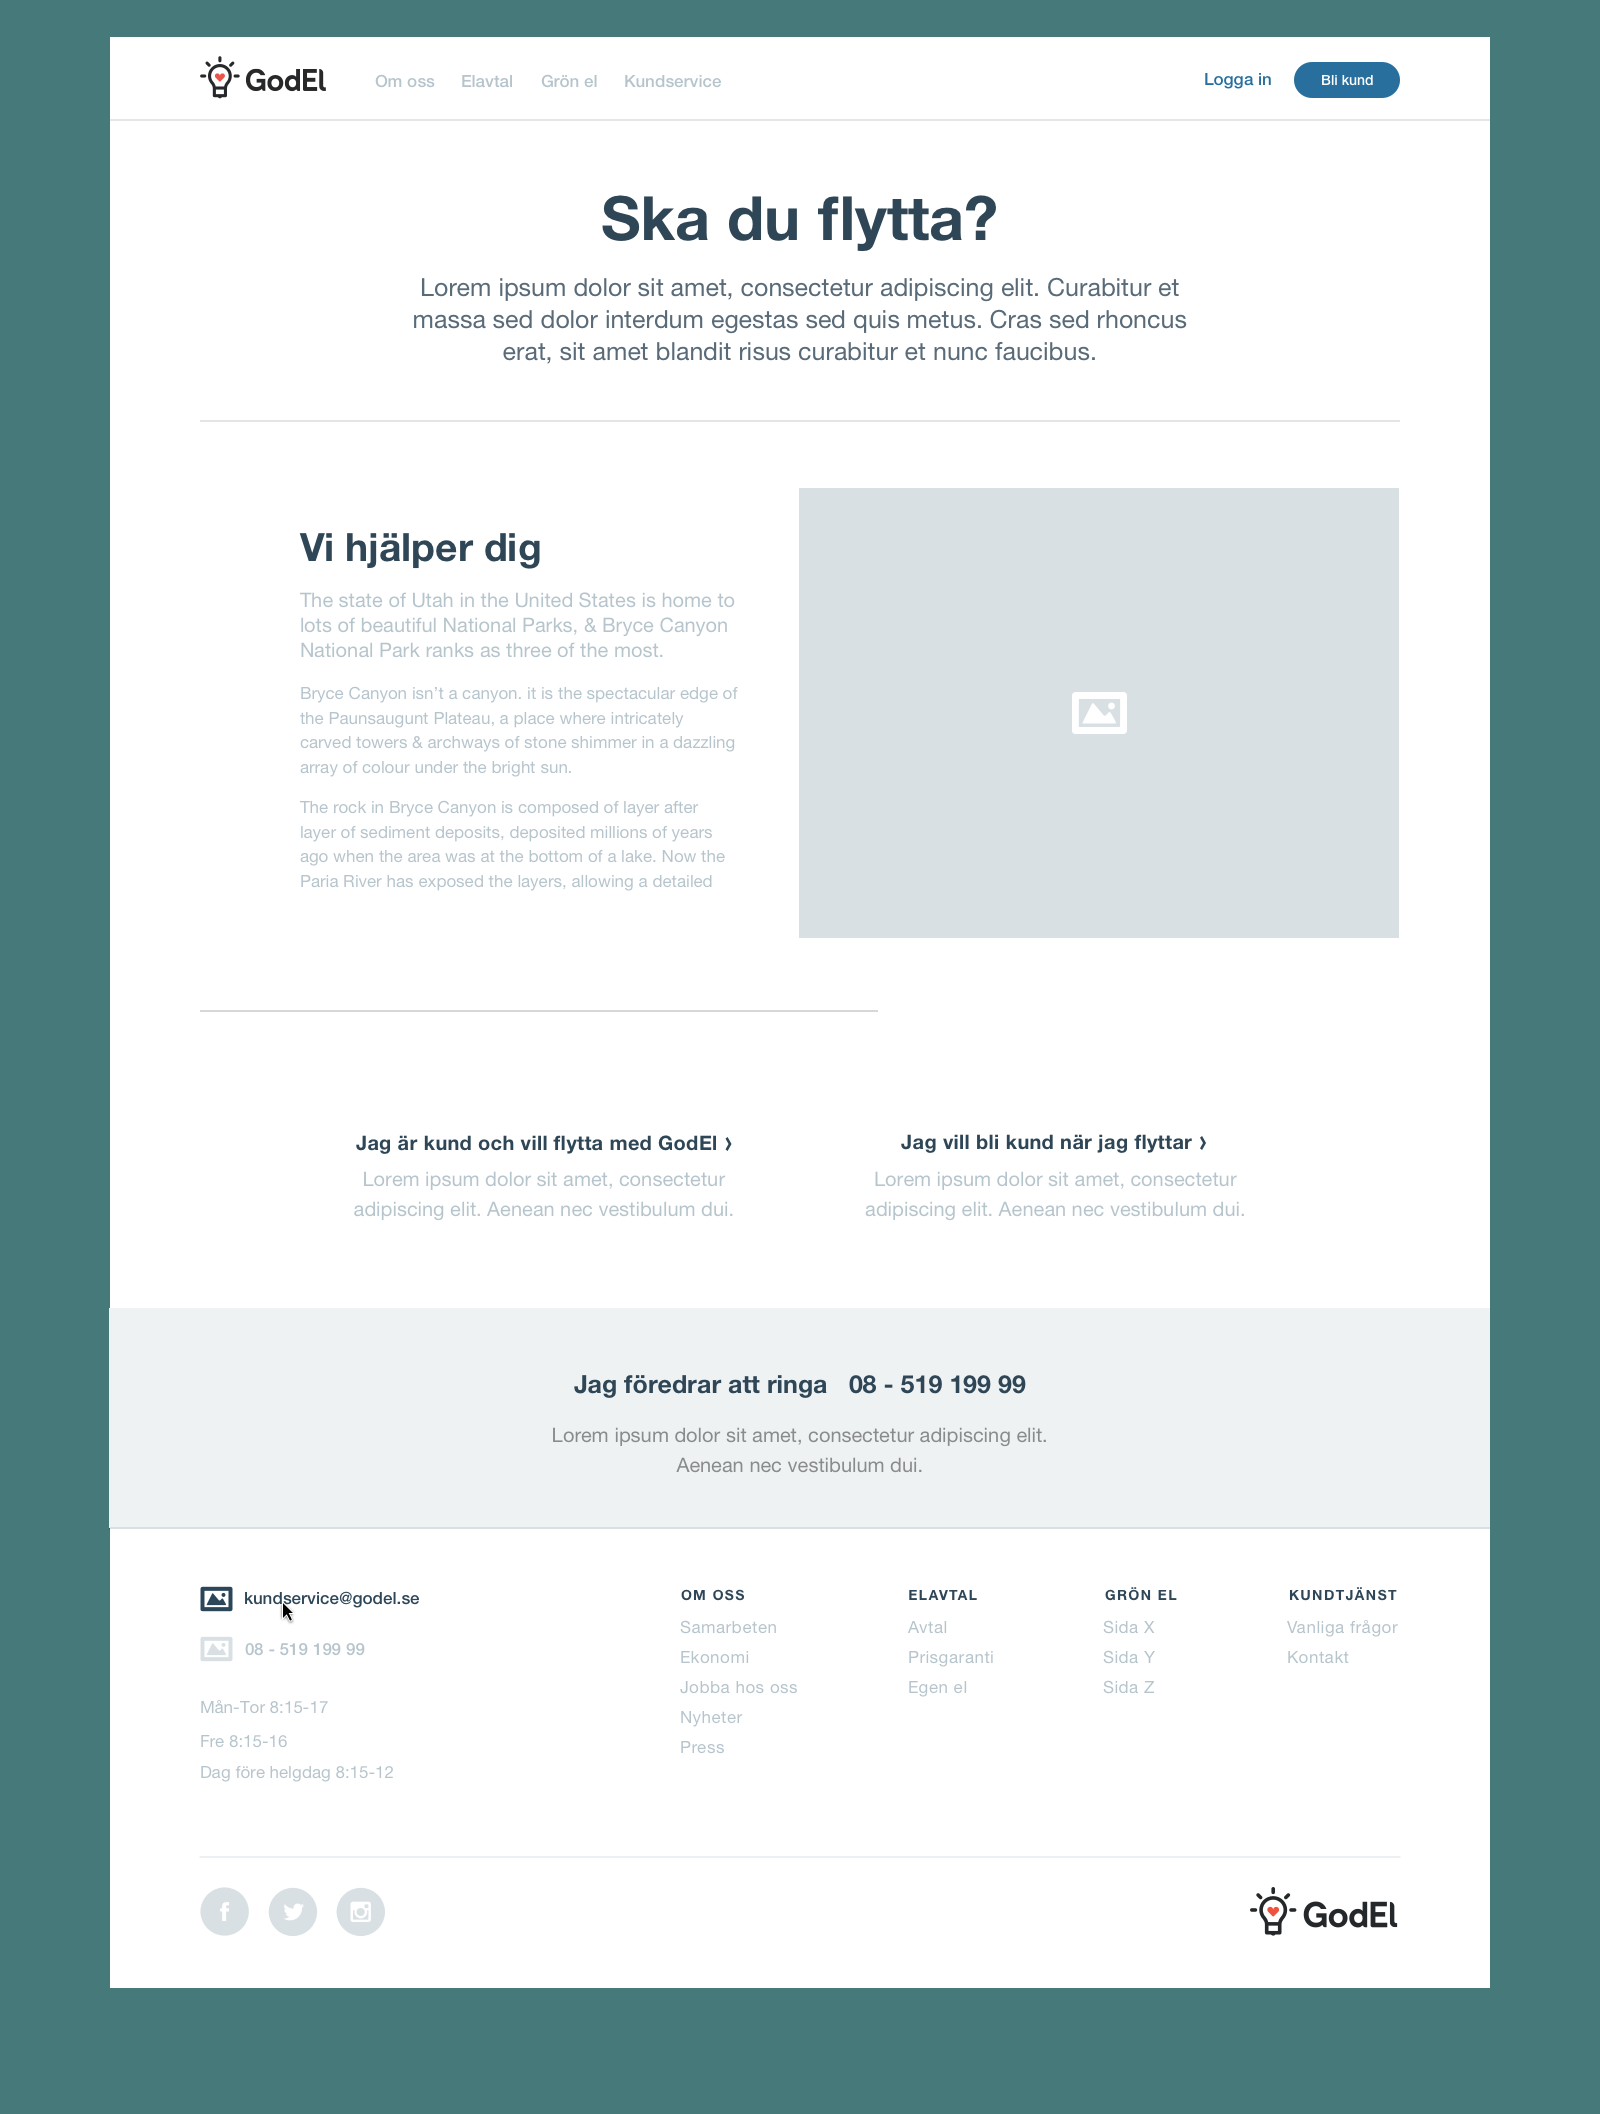 GodEl
Om oss
Elavtal
Grön el
Kundservice
Logga in
Bli kund
Ska du flytta?
Lorem ipsum dolor sit amet, consectetur adipiscing elit. Curabitur et
massa sed dolor interdum egestas sed quis metus. Cras sed rhoncus
erat, sit amet blandit risus curabitur et nunc faucibus.
Vi hjälper dig
The state of Utah in the United States is home to
lots of beautiful National Parks, & Bryce Canyon
National Park ranks as three of the most.
Bryce Canyon isn’t a canyon. it is the spectacular edge of
the Paunsaugunt Plateau, a place where intricately
carved towers & archways of stone shimmer in a dazzling
array of colour under the bright sun.
The rock in Bryce Canyon is composed of layer after
layer of sediment deposits, deposited millions of years
ago when the area was at the bottom of a lake. Now the
Paria River has exposed the layers, allowing a detailed
Jag är kund och vill flytta med GodEl ›
Lorem ipsum dolor sit amet, consectetur
adipiscing elit. Aenean nec vestibulum dui.
Jag vill bli kund när jag flyttar ›
Lorem ipsum dolor sit amet, consectetur
adipiscing elit. Aenean nec vestibulum dui.
Jag föredrar att ringa 08 - 519 199 99
Lorem ipsum dolor sit amet, consectetur adipiscing elit.
Aenean nec vestibulum dui.
kundservice@godel.se
08 - 519 199 99
Mån-Tor 8:15-17
Fre 8:15-16
Dag före helgdag 8:15-12
OM OSS
Samarbeten
Ekonomi
Jobba hos oss
Nyheter
Press
ELAVTAL
Avtal
Prisgaranti
Egen el
GRÖN EL
Sida X
Sida Y
Sida Z
KUNDTJÄNST
Vanliga frågor
Kontakt
GodEl